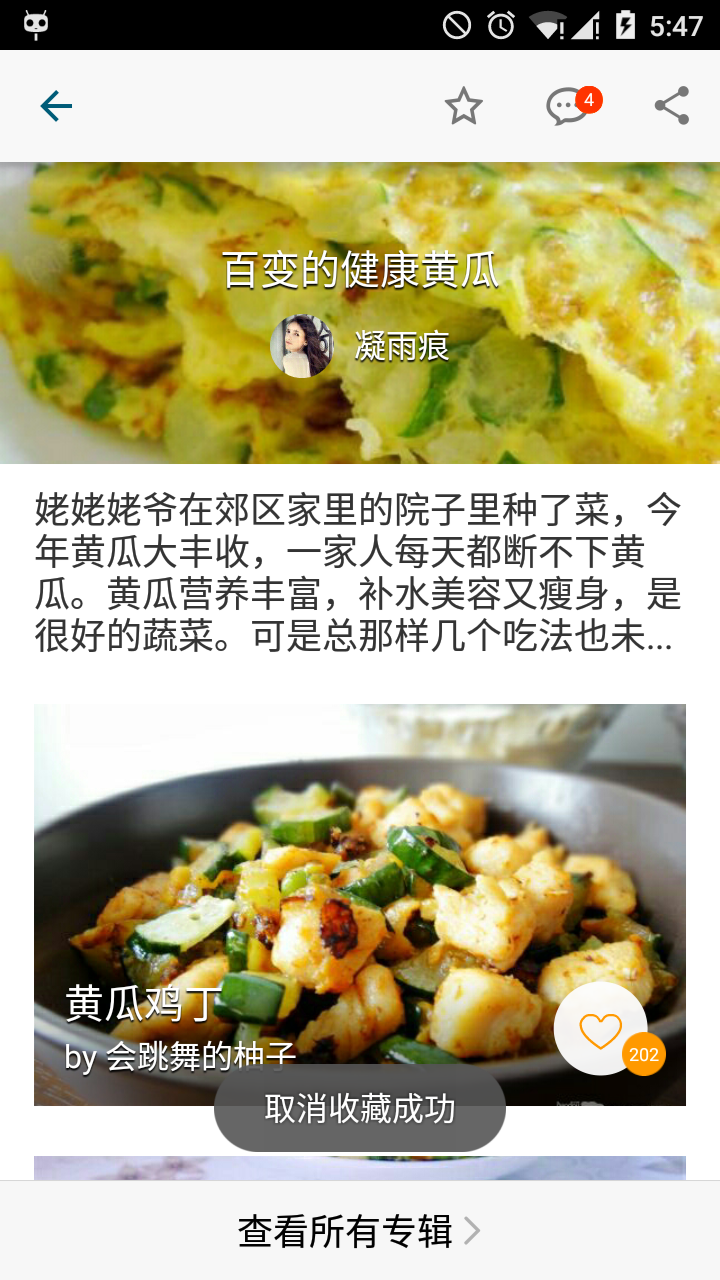 5:47
4
百变的健康黄瓜
凝雨痕
姥姥姥爷在郊区家里的院子里种了菜，今
年黄瓜大丰收，一家人每天都断不下黄
瓜。黄瓜营养丰富，补水美容又瘦身，是
很好的蔬菜。可是总那样几个吃法也未...
黄瓜鸡丁
by 会跳舞的柚子
202
取消收藏成功
查看所有专辑